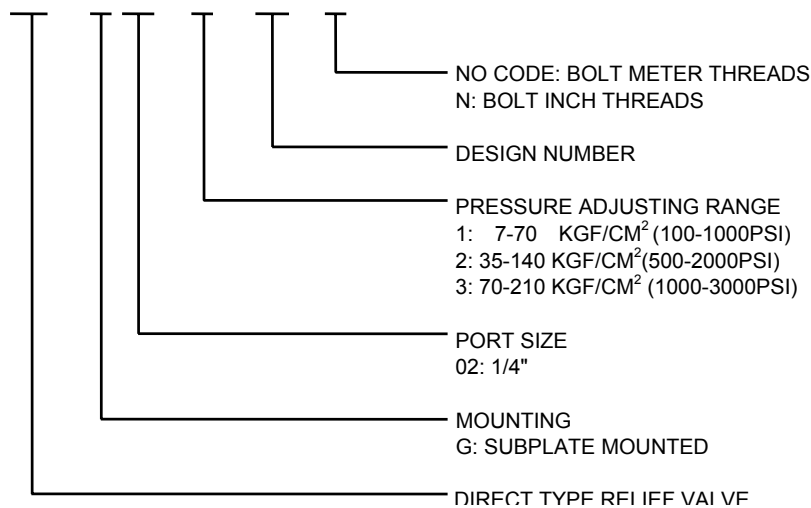 NO CODE: BOLT METER THREADS
N: BOLT INCH THREADS
DESIGN NUMBER
PRESSURE ADJUSTING RANGE
1: 7-70 KGF/CM² (100-1000PSI)
2: 35-140 KGF/CM²(500-2000PSI)
3: 70-210 KGF/CM² (1000-3000PSI)
PORT SIZE
02: 1/4"
MOUNTING
G: SUBPLATE MOUNTED
DIRECT TYPE RELIEF VALVE